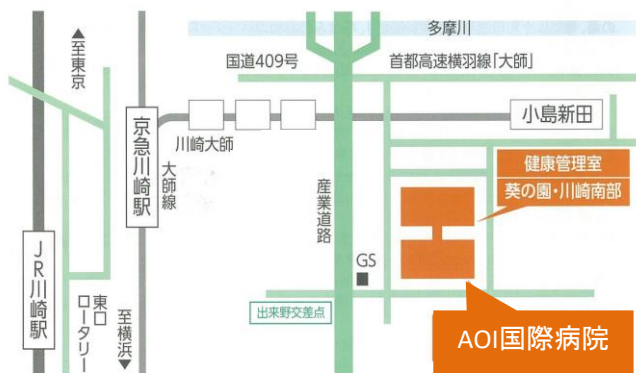 多摩川
▲至東京
国道409号
首都高速横羽線「大師」
京急川崎駅
川崎大師
大師線
小島新田
健康管理室
葵の園・川崎南部
産業道路
GS
JR川崎駅
東口
ロータリー
至横浜▼
出来野交差点
AOI国際病院